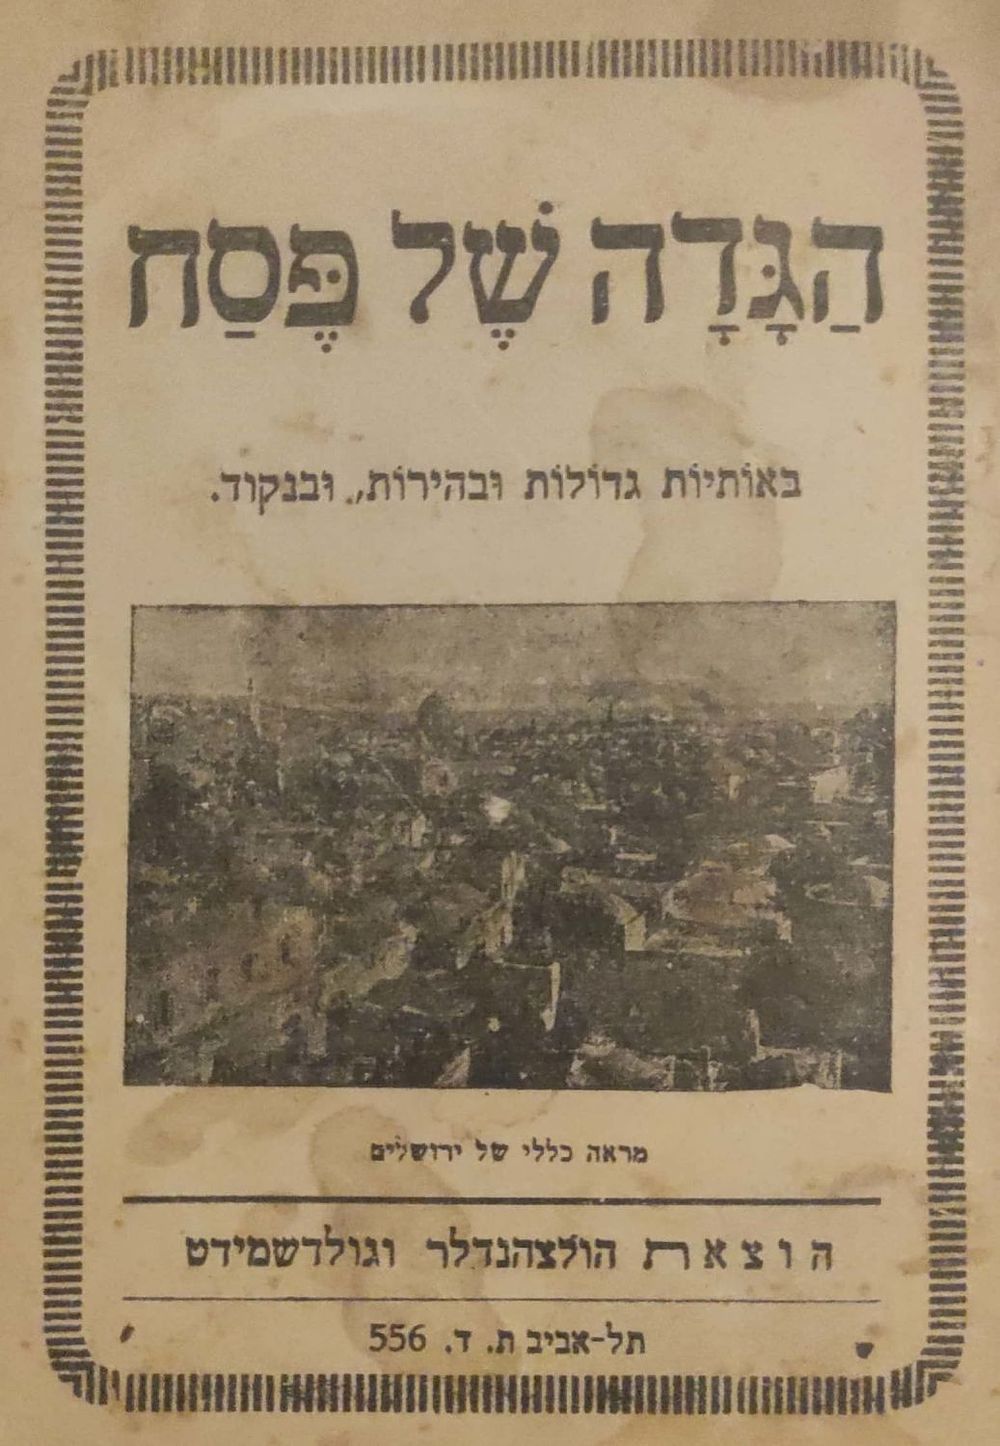 הַגָּדָה שֶׁל פֶּסַח
באותיות גדולות ובהירות, ובנקוד.
מראה כללי של ירושלים
הוצאת הולצהנדלר וגולדשמידט
תל-אביב ת. ד. 556